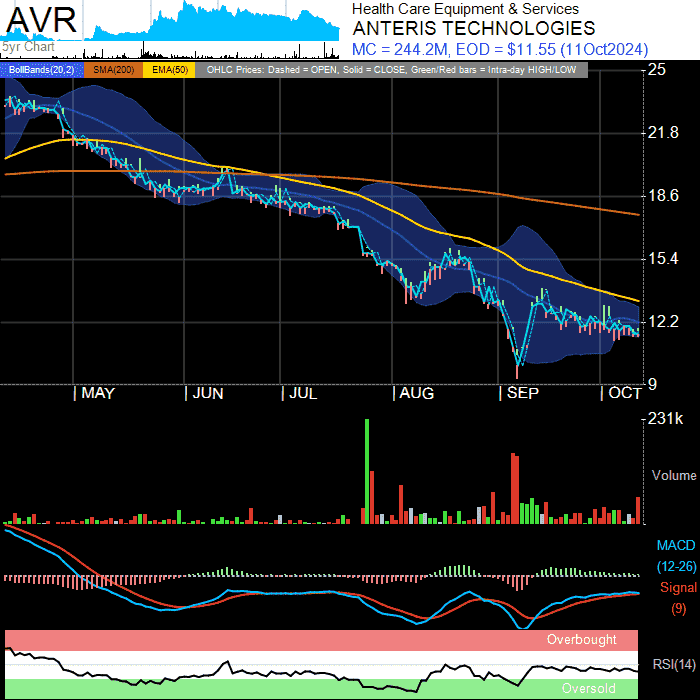 AVR
5yr Chart
Health Care Equipment & Services
ANTERIS TECHNOLOGIES
MC = 244.2M, EOD = $11.55 (11Oct2024)
BollBands(20,2) SMA(200) EMA(50) OHLC Prices: Dashed = OPEN, Solid = CLOSE, Green/Red bars = Intra-day HIGH/LOW
25
21.8
18.6
15.4
12.2
9
| MAY | JUN | JUL | AUG | SEP | OCT
231k
Volume
MACD
(12-26)
Signal
(9)
Overbought
RSI(14)
Oversold